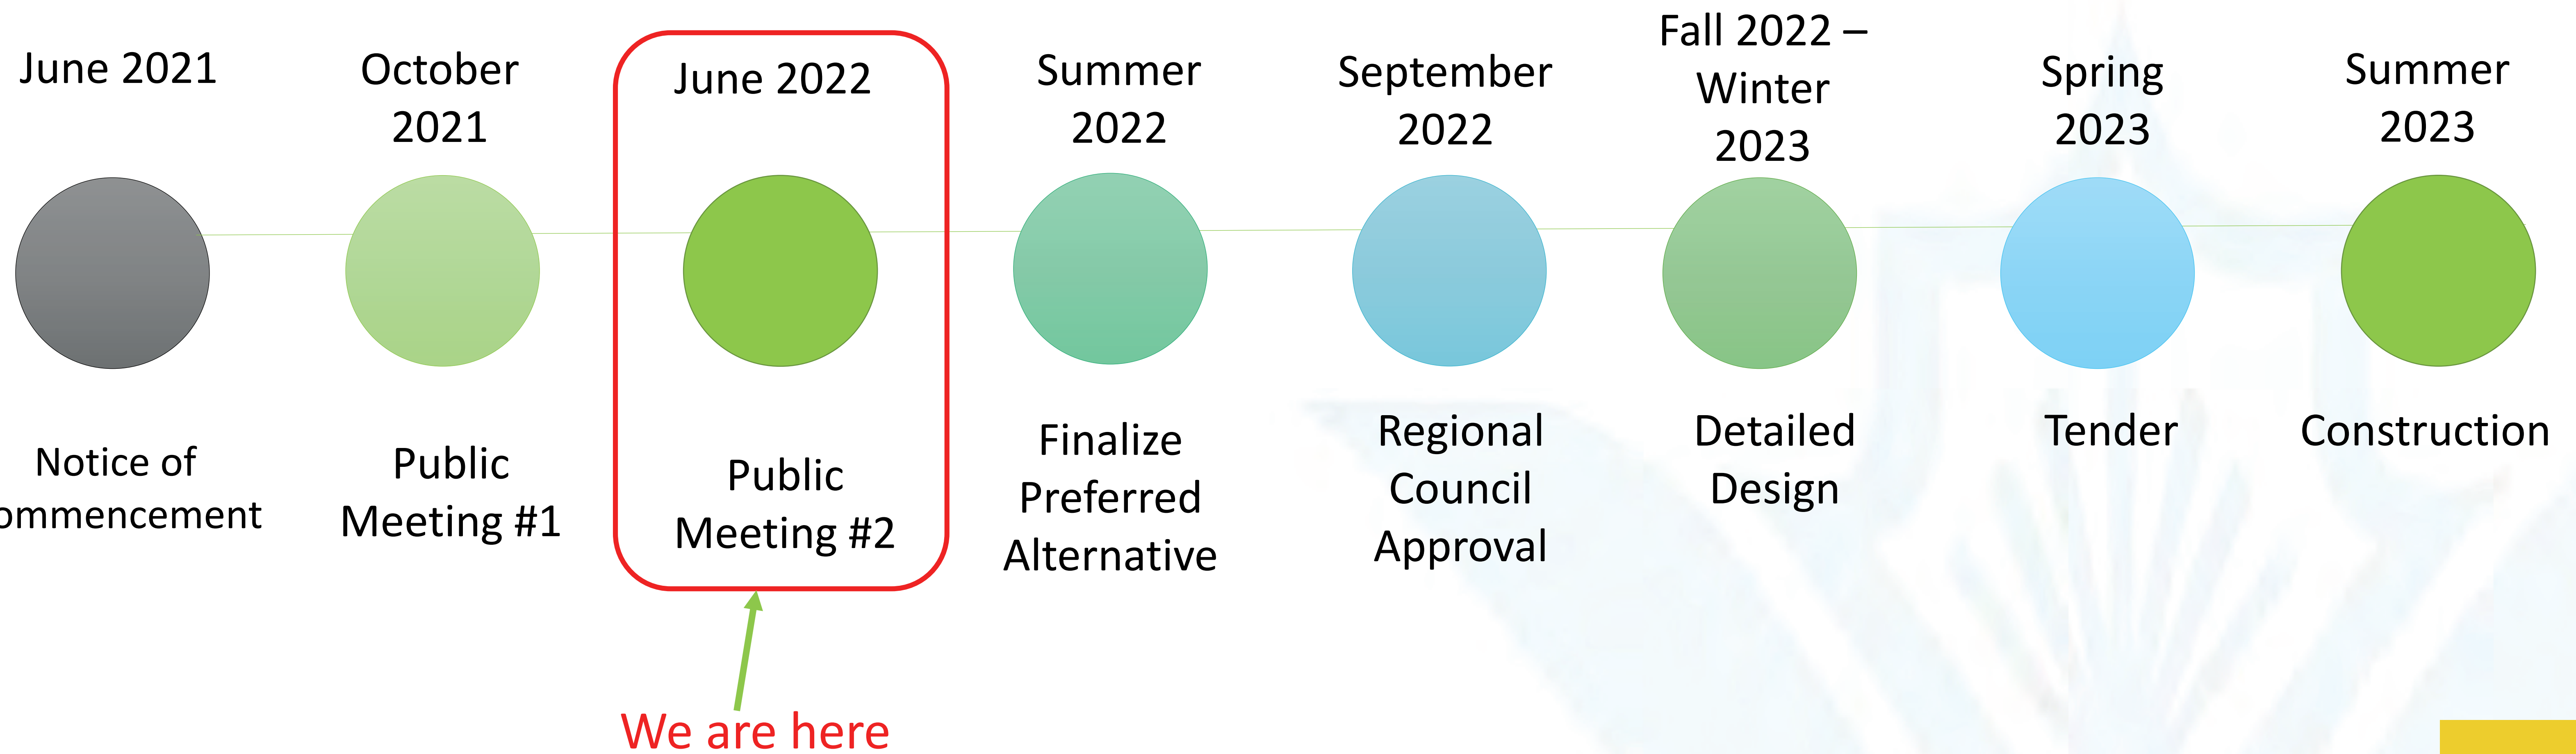 June 2021
October
2021
June 2022
Summer
2022
September
2022
Fall 2022 –
Winter
2023
Spring
2023
Summer
2023
Notice of
ommencement
Public
Meeting #1
Public
Meeting #2
Finalize
Preferred
Alternative
Regional
Council
Approval
Detailed
Design
Tender
Construction
We are here